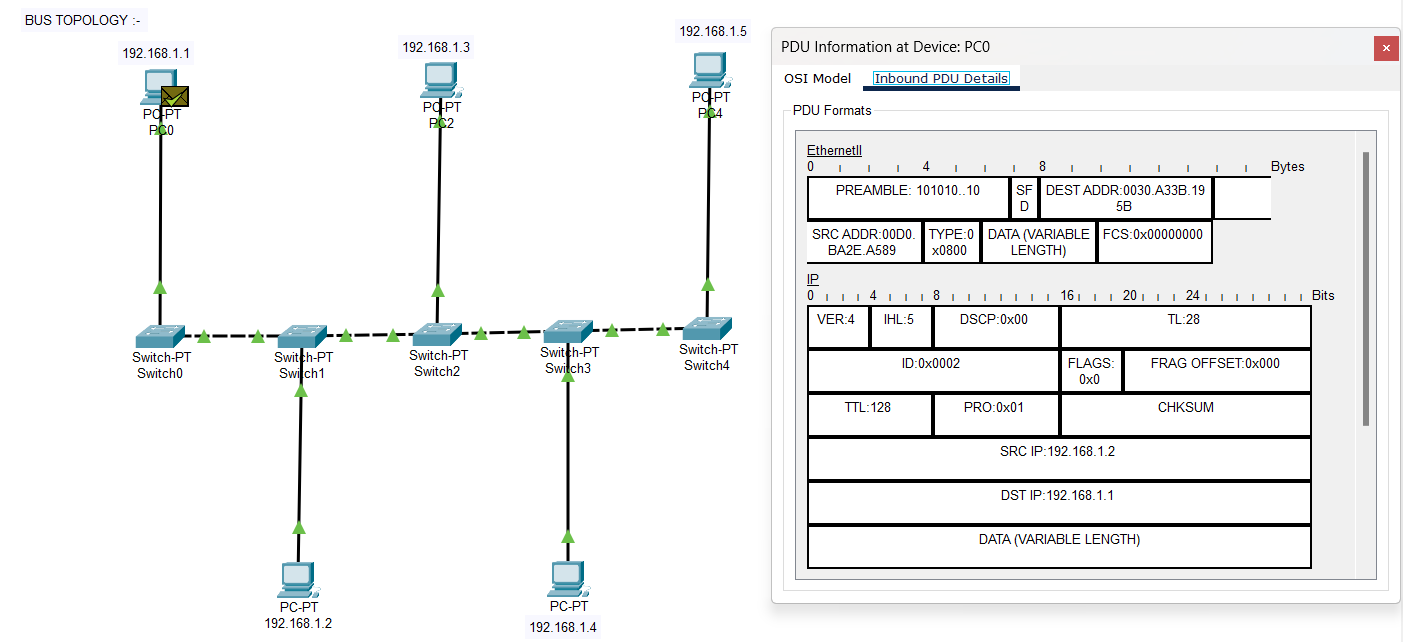 BUS TOPOLOGY :-
192.168.1.1
PC-PT
PC0
192.168.1.3
PC-PT
PC2
192.168.1.5
PC-PT
PC4
Switch-PT
Switch0
Switch-PT
Switch1
Switch-PT
Switch2
Switch-PT
Switch3
Switch-PT
Switch4
PC-PT
192.168.1.2
PC-PT
192.168.1.4
PDU Information at Device: PC0
×
OSI Model
Inbound PDU Details
PDU Formats
EthernetII
0 4 8 Bytes
PREAMBLE: 101010..10
SF
D
DEST ADDR:0030.A33B.19
5B
SRC ADDR:00D0.
BA2E.A589
TYPE:0
x0800
DATA (VARIABLE
LENGTH)
FCS:0x00000000
IP
0 4 8 16 20 24 Bits
VER:4
IHL:5
DSCP:0x00
TL:28
ID:0x0002
FLAGS:
0x0
FRAG OFFSET:0x000
TTL:128
PRO:0x01
CHKSUM
SRC IP:192.168.1.2
DST IP:192.168.1.1
DATA (VARIABLE LENGTH)